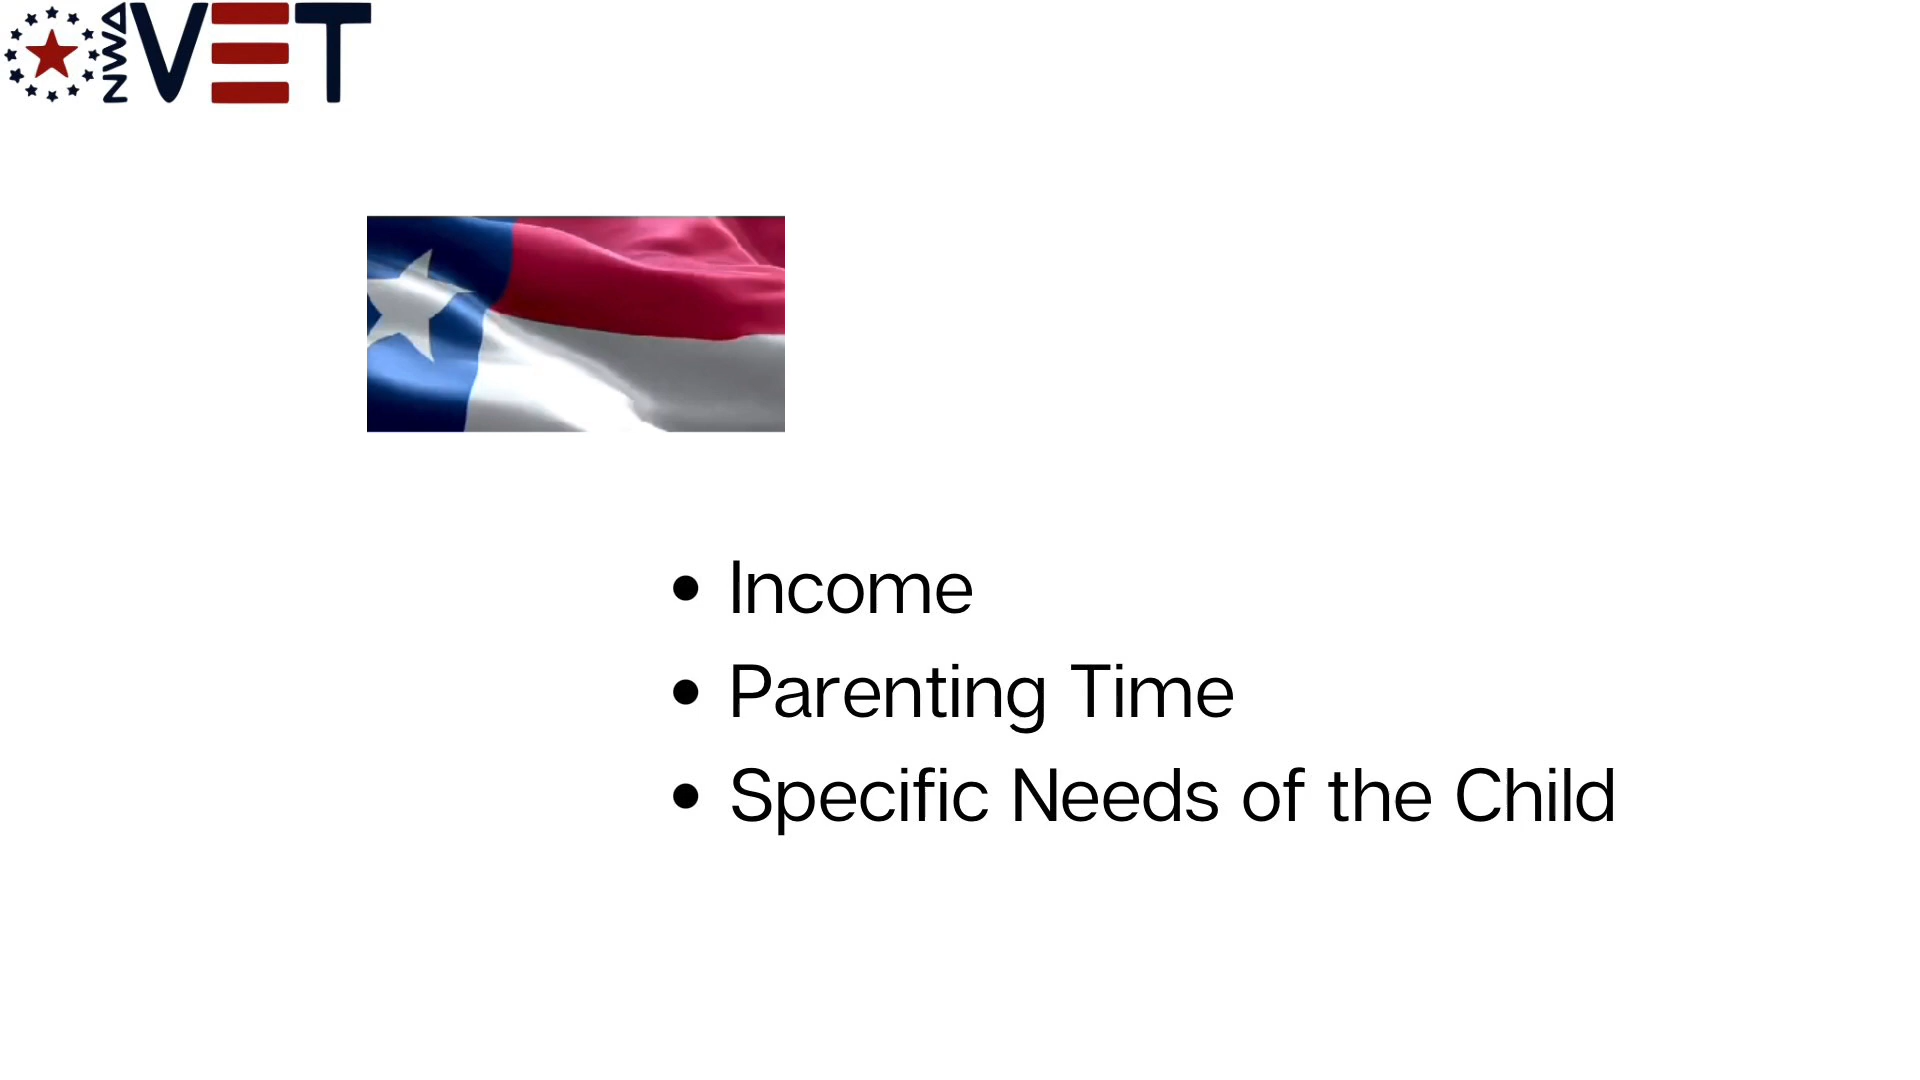 NWA
VET
Income
Parenting Time
Specific Needs of the Child